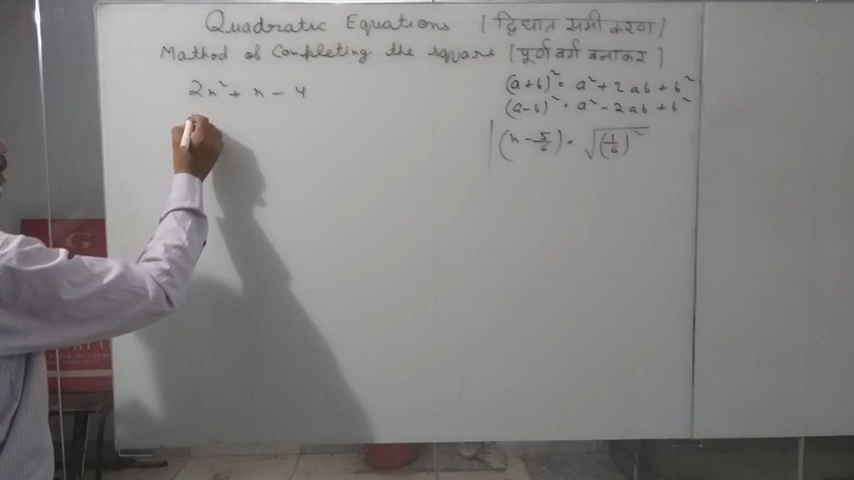 Quadratic Equations [द्विघात समीकरण]
Mathod of Completing the square [पूर्ण वर्ग बनाकर]
2x² + x - 4
(a+b)² = a² + 2ab + b²
(a-b)² = a² - 2ab + b²
(x - 5/6) = √(1/6)²
G